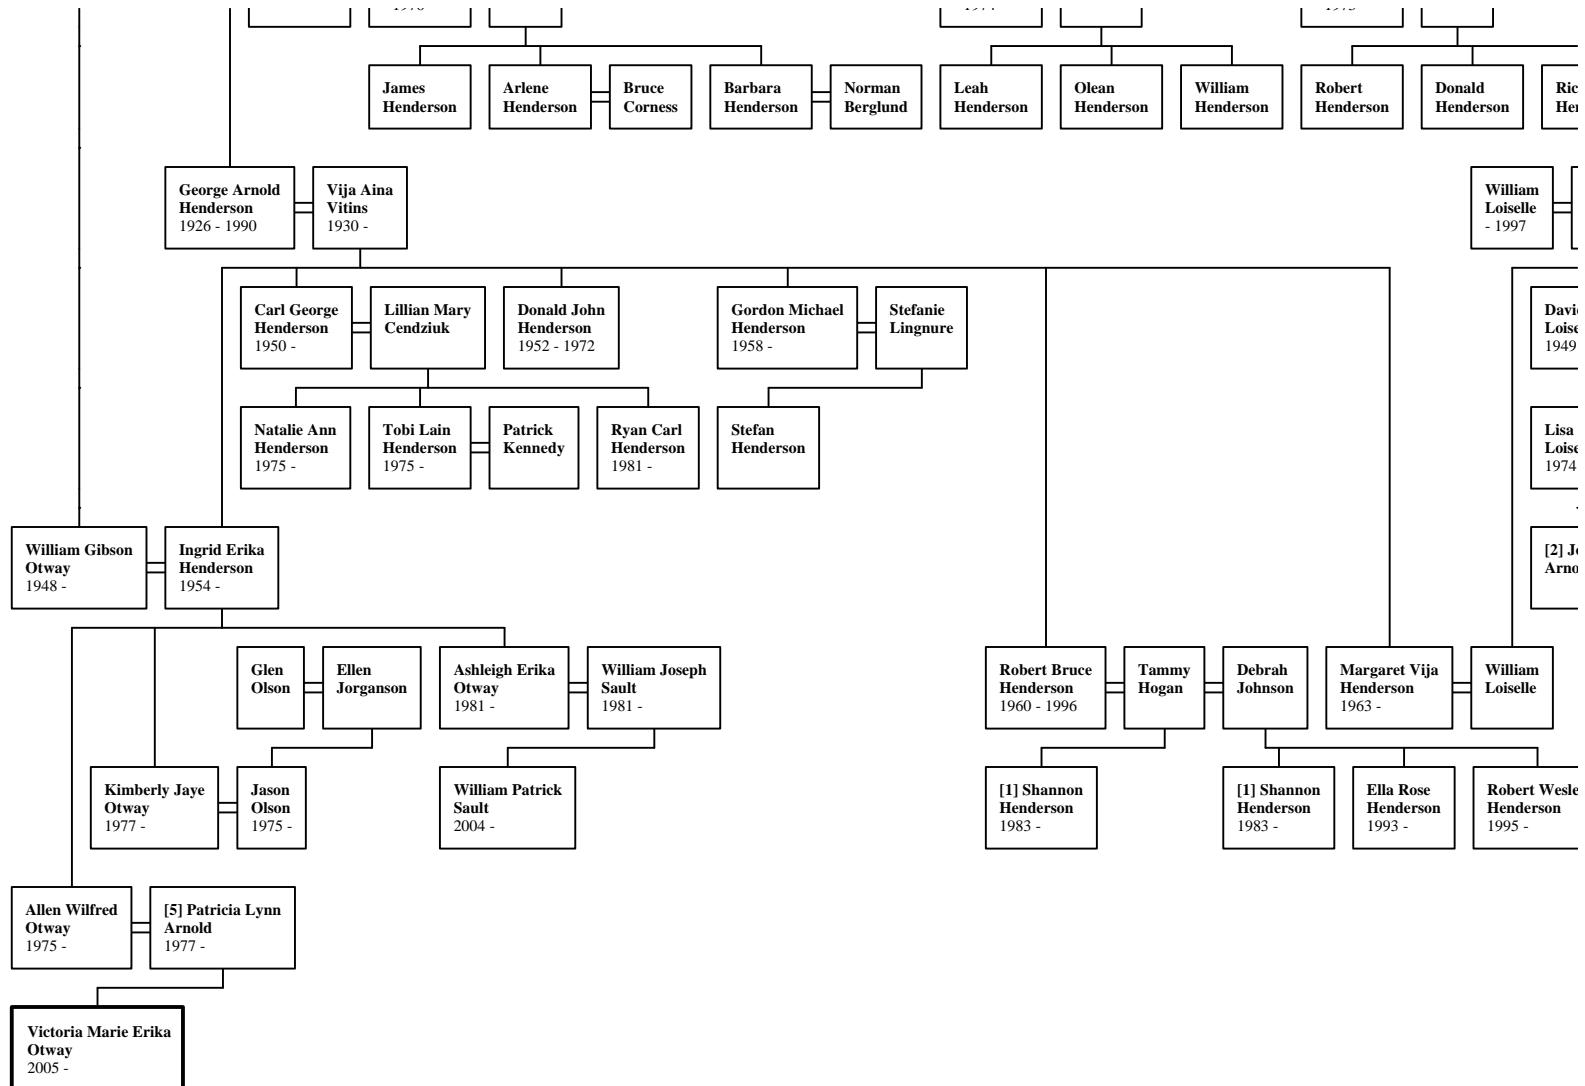 James
Henderson
Arlene
Henderson
Bruce
Corness
Barbara
Henderson
Norman
Berglund
Leah
Henderson
Olean
Henderson
William
Henderson
Robert
Henderson
Donald
Henderson
George Arnold
Henderson
1926 - 1990
Vija Aina
Vitins
1930 -
William
Loiselle
- 1997
Carl George
Henderson
1950 -
Lillian Mary
Cendziuk
Donald John
Henderson
1952 - 1972
Gordon Michael
Henderson
1958 -
Stefanie
Lingnure
1949
Natalie Ann
Henderson
1975 -
Tobi Lain
Henderson
1975 -
Patrick
Kennedy
Ryan Carl
Henderson
1981 -
Stefan
Henderson
Lisa
1974
William Gibson
Otway
1948 -
Ingrid Erika
Henderson
1954 -
[2]
Glen
Olson
Ellen
Jorganson
Ashleigh Erika
Otway
1981 -
William Joseph
Sault
1981 -
Robert Bruce
Henderson
1960 - 1996
Tammy
Hogan
Debrah
Johnson
Margaret Vija
Henderson
1963 -
William
Loiselle
Kimberly Jaye
Otway
1977 -
Jason
Olson
1975 -
William Patrick
Sault
2004 -
[1] Shannon
Henderson
1983 -
[1] Shannon
Henderson
1983 -
Ella Rose
Henderson
1993 -
Robert Wesle
Henderson
1995 -
Allen Wilfred
Otway
1975 -
[5] Patricia Lynn
Arnold
1977 -
Victoria Marie Erika
Otway
2005 -